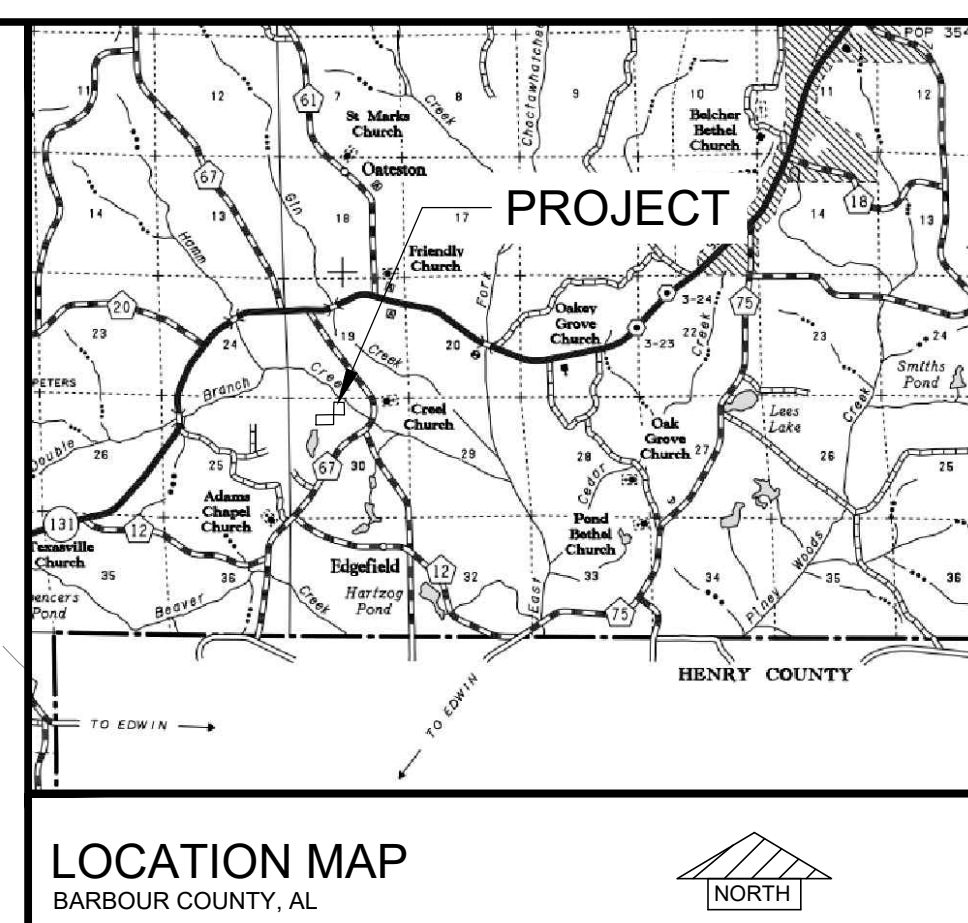 POP 354
11
12
61
7
8
9
10
11
12
St Marks
Church
Creek
Choctawhatchee
Belcher
Bethel
Church
Oateston
67
18
14
13
Gin
18
17
PROJECT
14
13
Hamm
Friendly
Church
Fork
20
75
3-24
Oakey
Grove
Church
22
Creek
3-23
23
24
19
20
23
24
Creek
Creek
Smiths
Pond
PETERS
Branch
Creel
Church
Oak
Grove
Church
Lees
Lake
Creek
Double
26
25
67
30
29
28
Cedar
27
26
25
Adams
Chapel
Church
131
12
Texasville
Church
Pond
Bethel
Church
Woods
Edgefield
12
35
36
Hartzog
Pond
32
33
34
35
36
Pond
Beaver
Creek
East
75
Piney
HENRY COUNTY
TO EDWIN
TO EDWIN
LOCATION MAP
BARBOUR COUNTY, AL
NORTH